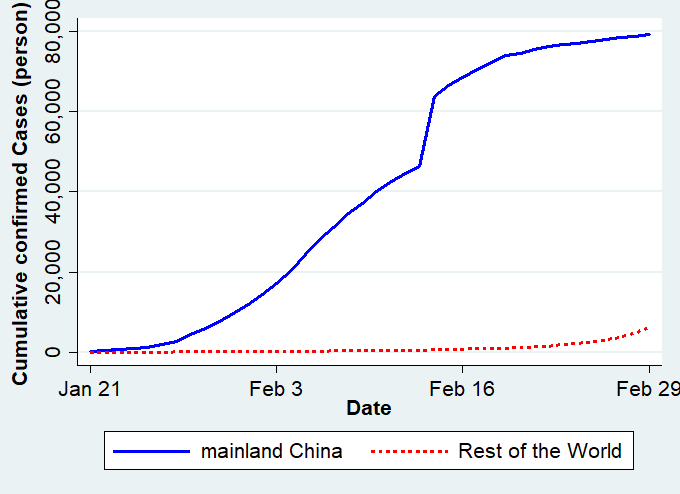 Cumulative confirmed Cases (person)
80,000
60,000
40,000
20,000
0
Jan 21 Feb 3 Feb 16 Feb 29
Date
mainland China Rest of the World